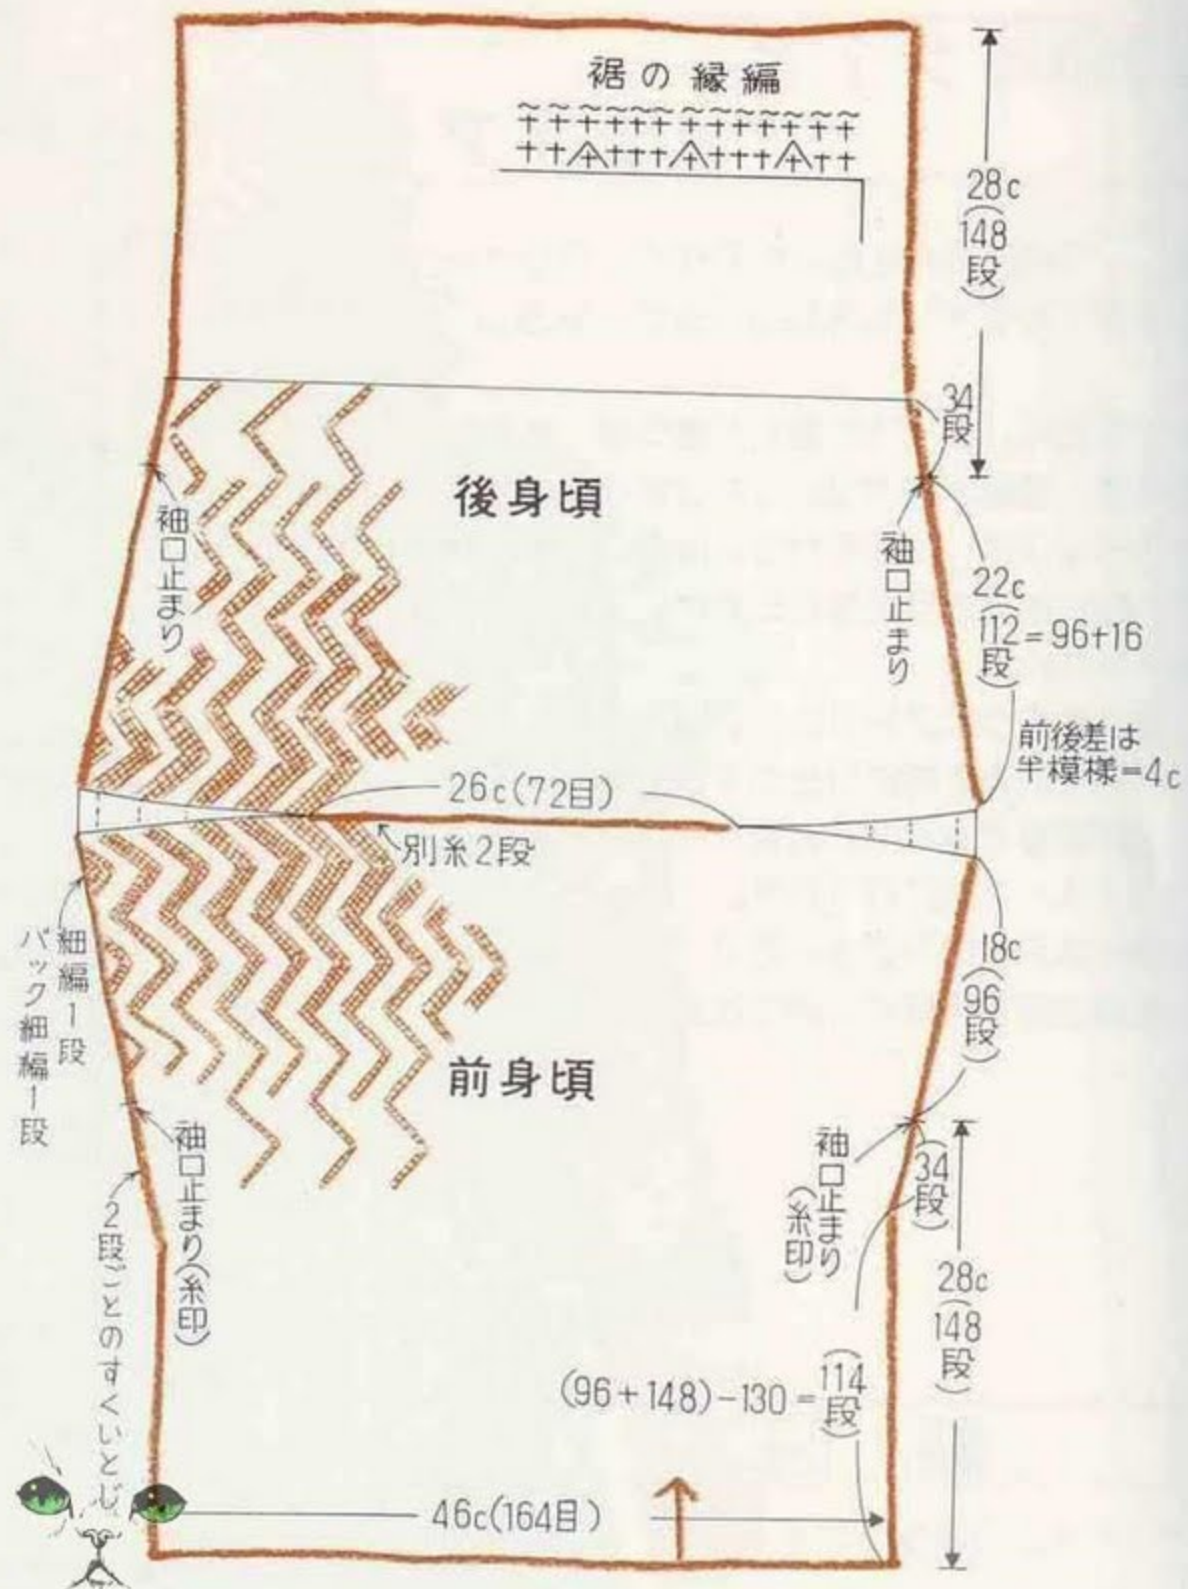 裾の縁編
28c
(148段)
34段
後身頃
袖口止まり
袖口止まり
22c
(112段)=96+16
前後差は
半模様=4c
26c(72目)
別糸2段
細編1段
バック細編1段
18c
(96段)
前身頃
袖口止まり(糸印)
袖口止まり
(糸印)
(34段)
2段ごとのすくいとじ
28c
(148段)
(96+148)-130=(114段)
46c(164目)